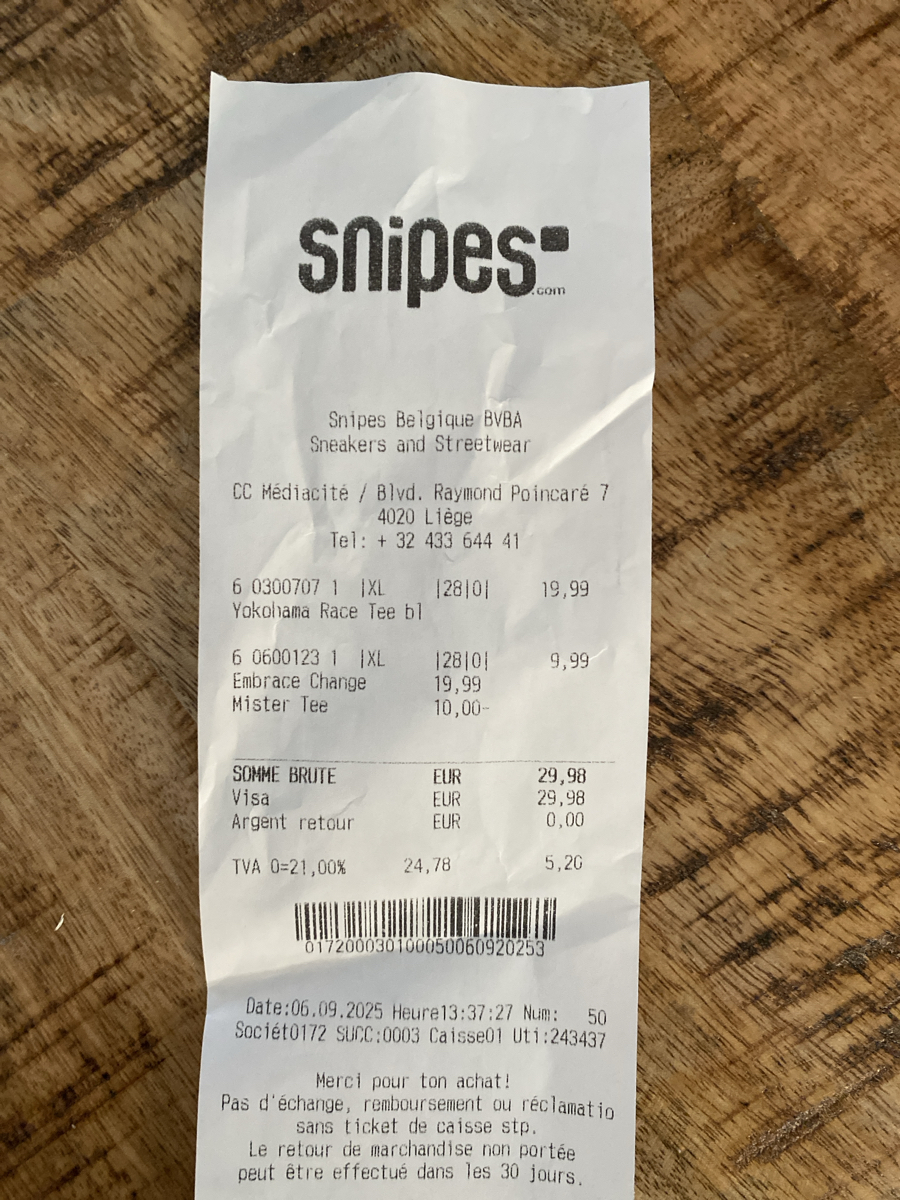 snipes
.com
Snipes Belgique BVBA
Sneakers and Streetwear
CC Médiacité / Blvd. Raymond Poincaré 7
4020 Liège
Tel: + 32 433 644 41
6 0300707 1 |XL |28|0| 19,99
Yokohama Race Tee bl
6 0600123 1 |XL |28|0| 9,99
Embrace Change 19,99
Mister Tee 10,00-
SOMME BRUTE EUR 29,98
Visa EUR 29,98
Argent retour EUR 0,00
TVA 0=21,00% 24,78 5,20
017200030100050060920253
Date:06.09.2025 Heure13:37:27 Num: 50
Sociét0172 SUCC:0003 Caisse01 Uti:243437
Merci pour ton achat!
Pas d'échange, remboursement ou réclamatio
sans ticket de caisse stp.
Le retour de marchandise non portée
peut être effectué dans les 30 jours.